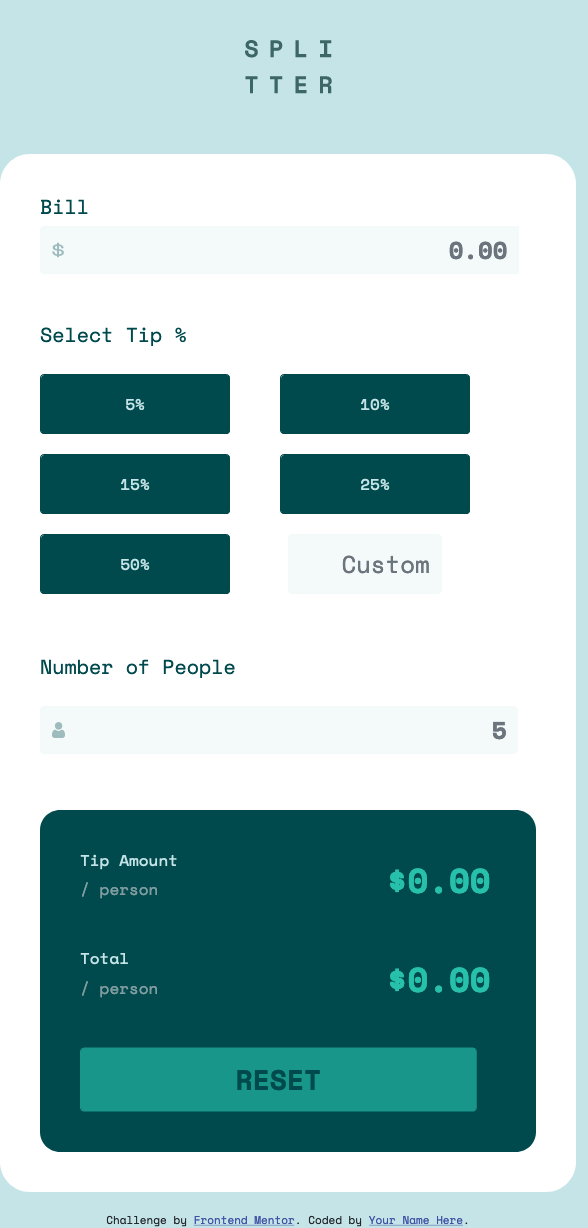 SPLI
TTER
Bill
$ 0.00
Select Tip %
5% 10%
15% 25%
50% Custom
Number of People
5
Tip Amount
/ person
$0.00
Total
/ person
$0.00
RESET
Challenge by Frontend Mentor. Coded by Your Name Here.